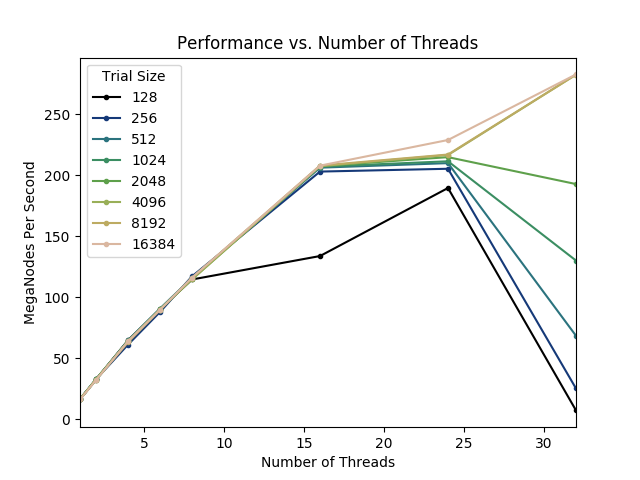 Performance vs. Number of Threads
Trial Size
128
256
512
1024
2048
4096
8192
16384
MegaNodes Per Second
250
200
150
100
50
0
5 10 15 20 25 30
Number of Threads